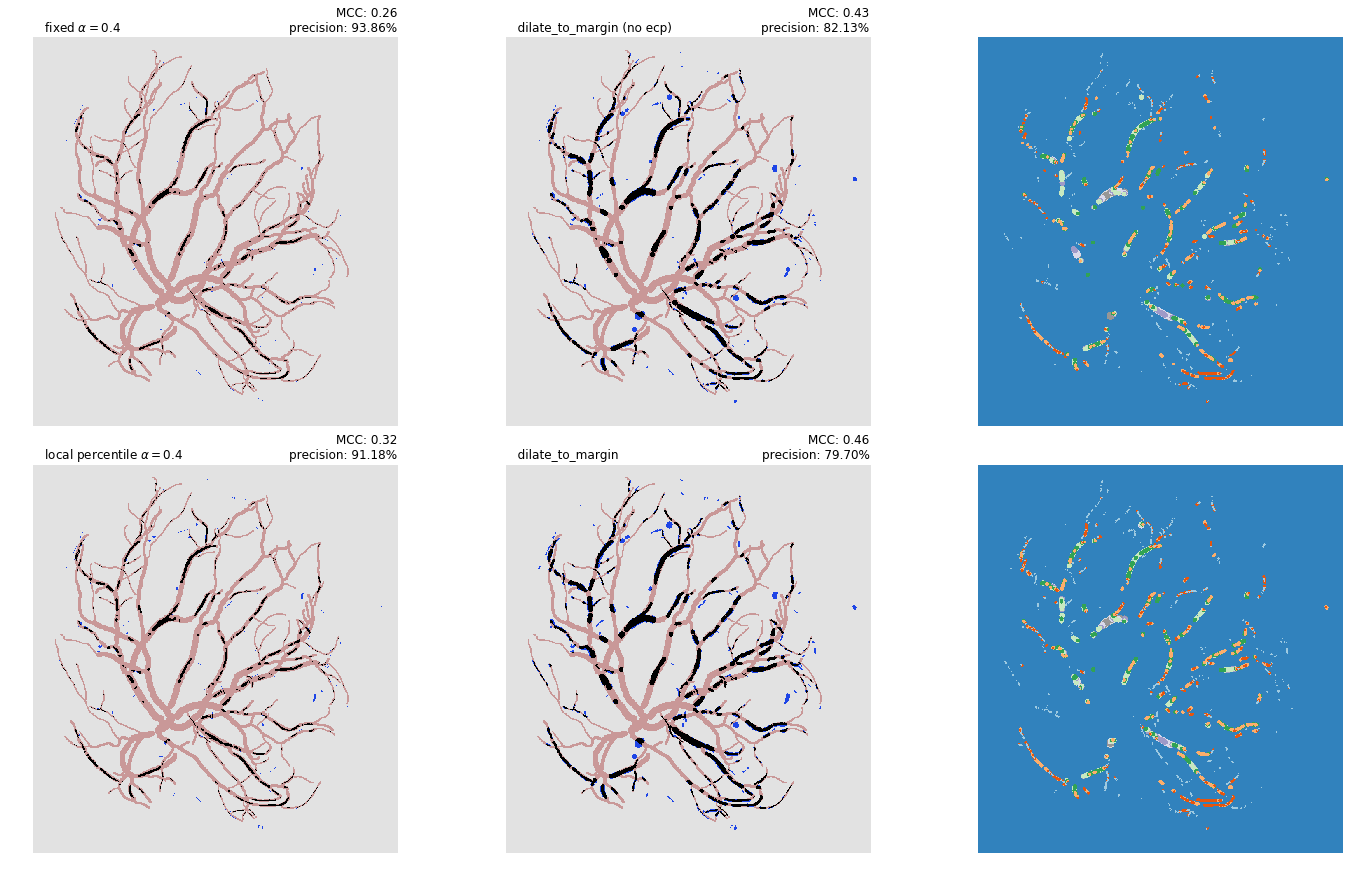 MCC: 0.26
fixed α = 0.4 precision: 93.86%
MCC: 0.43
dilate_to_margin (no ecp) precision: 82.13%
MCC: 0.32
local percentile α = 0.4 precision: 91.18%
MCC: 0.46
dilate_to_margin precision: 79.70%